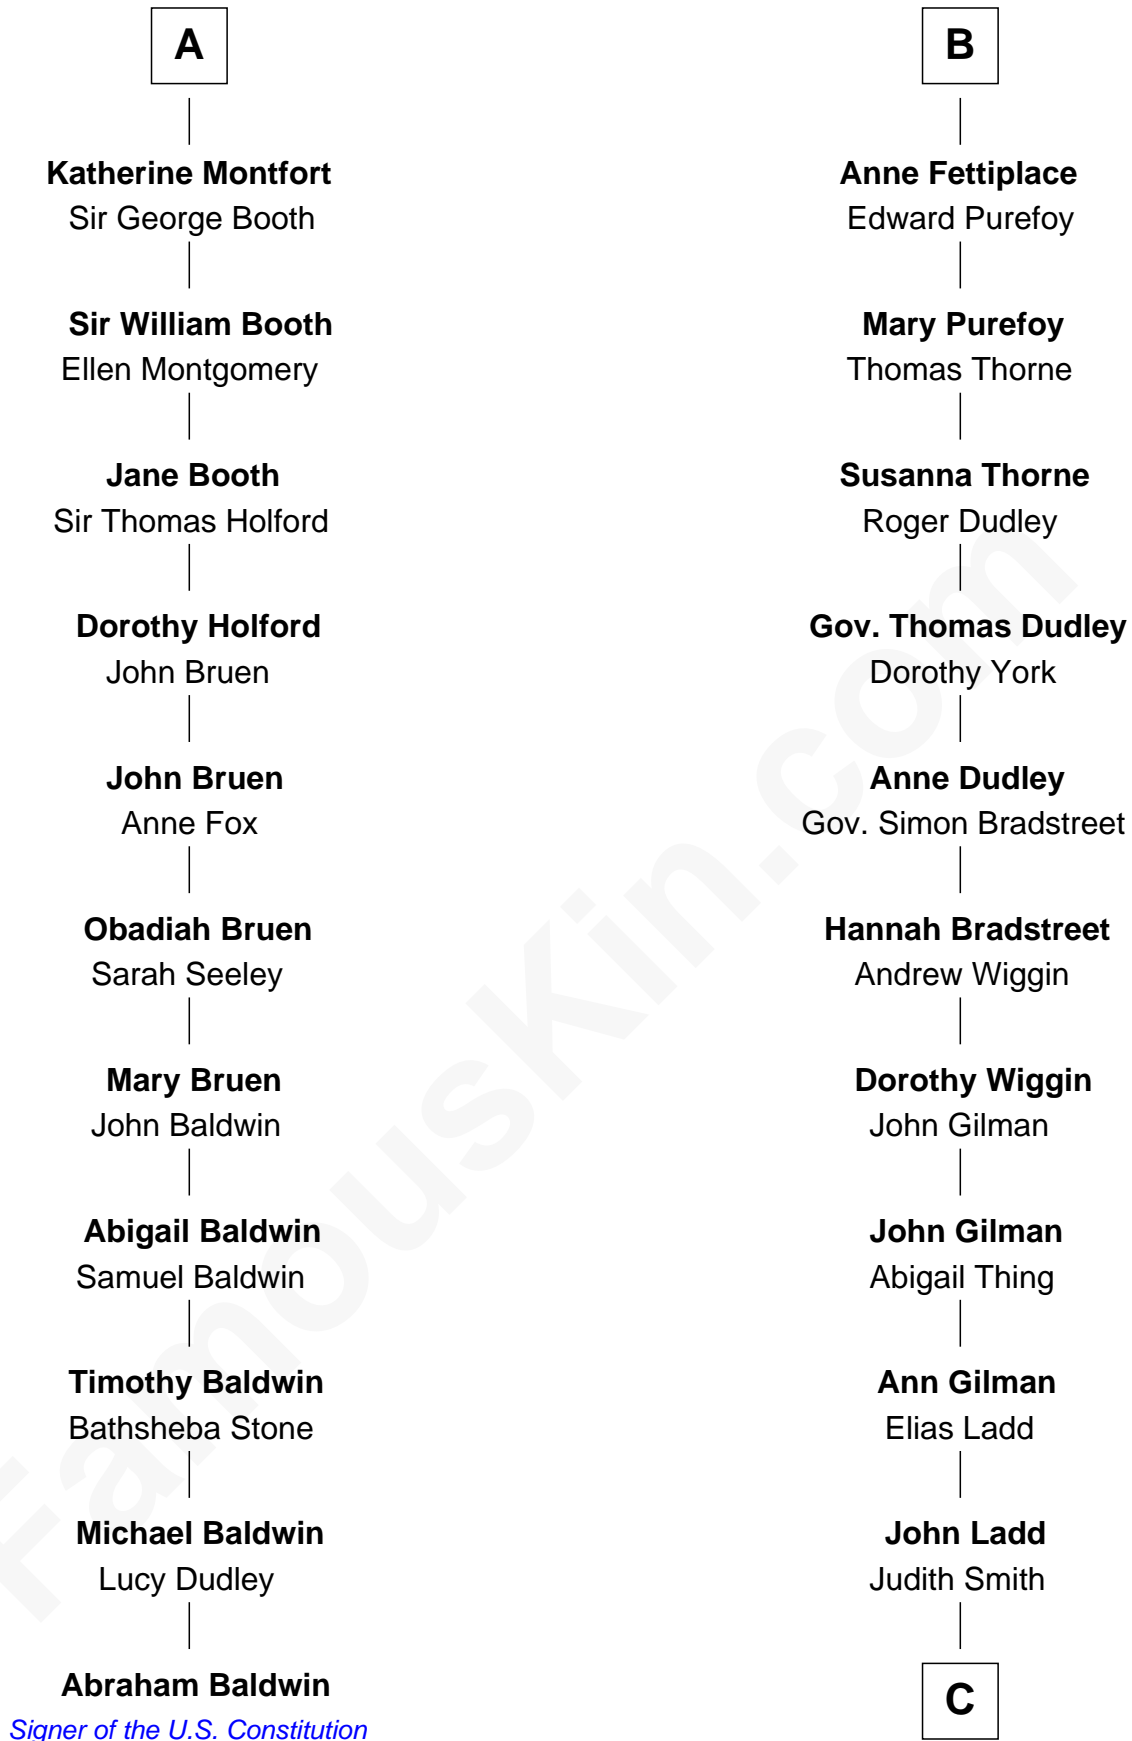 A
Katherine Montfort
Sir George Booth
Sir William Booth
Ellen Montgomery
Jane Booth
Sir Thomas Holford
Dorothy Holford
John Bruen
John Bruen
Anne Fox
Obadiah Bruen
Sarah Seeley
Mary Bruen
John Baldwin
Abigail Baldwin
Samuel Baldwin
Timothy Baldwin
Bathsheba Stone
Michael Baldwin
Lucy Dudley
Abraham Baldwin
Signer of the U.S. Constitution
B
Anne Fettiplace
Edward Purefoy
Mary Purefoy
Thomas Thorne
Susanna Thorne
Roger Dudley
Gov. Thomas Dudley
Dorothy York
Anne Dudley
Gov. Simon Bradstreet
Hannah Bradstreet
Andrew Wiggin
Dorothy Wiggin
John Gilman
John Gilman
Abigail Thing
Ann Gilman
Elias Ladd
John Ladd
Judith Smith
C
FamousKin.com